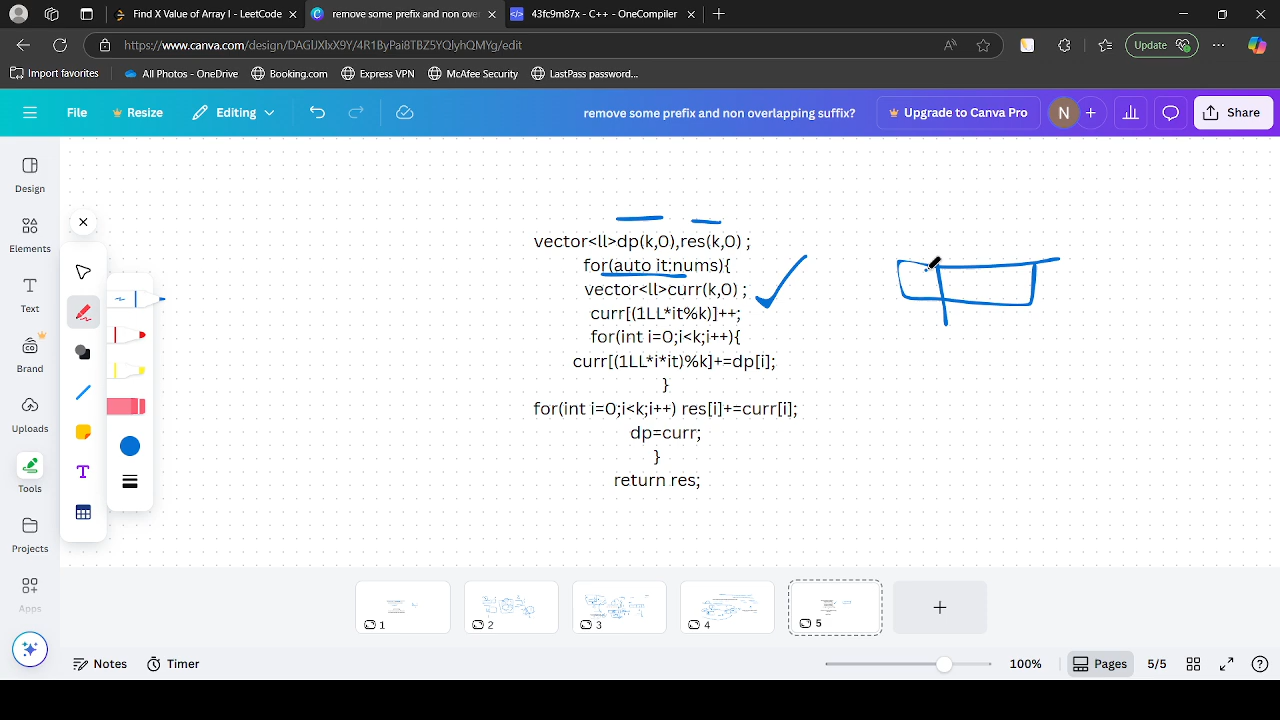 Find X Value of Array I - LeetCode
remove some prefix and non over
43fc9m87x - C++ - OneCompiler
https://www.canva.com/design/DAGlJXlxX9Y/4R1ByPai8TBZ5YQlyhQMYg/edit
Update
Import favorites
All Photos - OneDrive
Booking.com
Express VPN
McAfee Security
LastPass password...
File
Resize
Editing
remove some prefix and non overlapping suffix?
Upgrade to Canva Pro
N
Share
Design
Elements
Text
Brand
Uploads
Tools
Projects
Apps
vector<ll>dp(k,0),res(k,0) ;
for(auto it:nums){
vector<ll>curr(k,0) ;
curr[(1LL*it%k)]++;
for(int i=0;i<k;i++){
curr[(1LL*i*it)%k]+=dp[i];
}
for(int i=0;i<k;i++) res[i]+=curr[i];
dp=curr;
}
return res;
1
2
3
4
5
Notes
Timer
100%
Pages
5/5